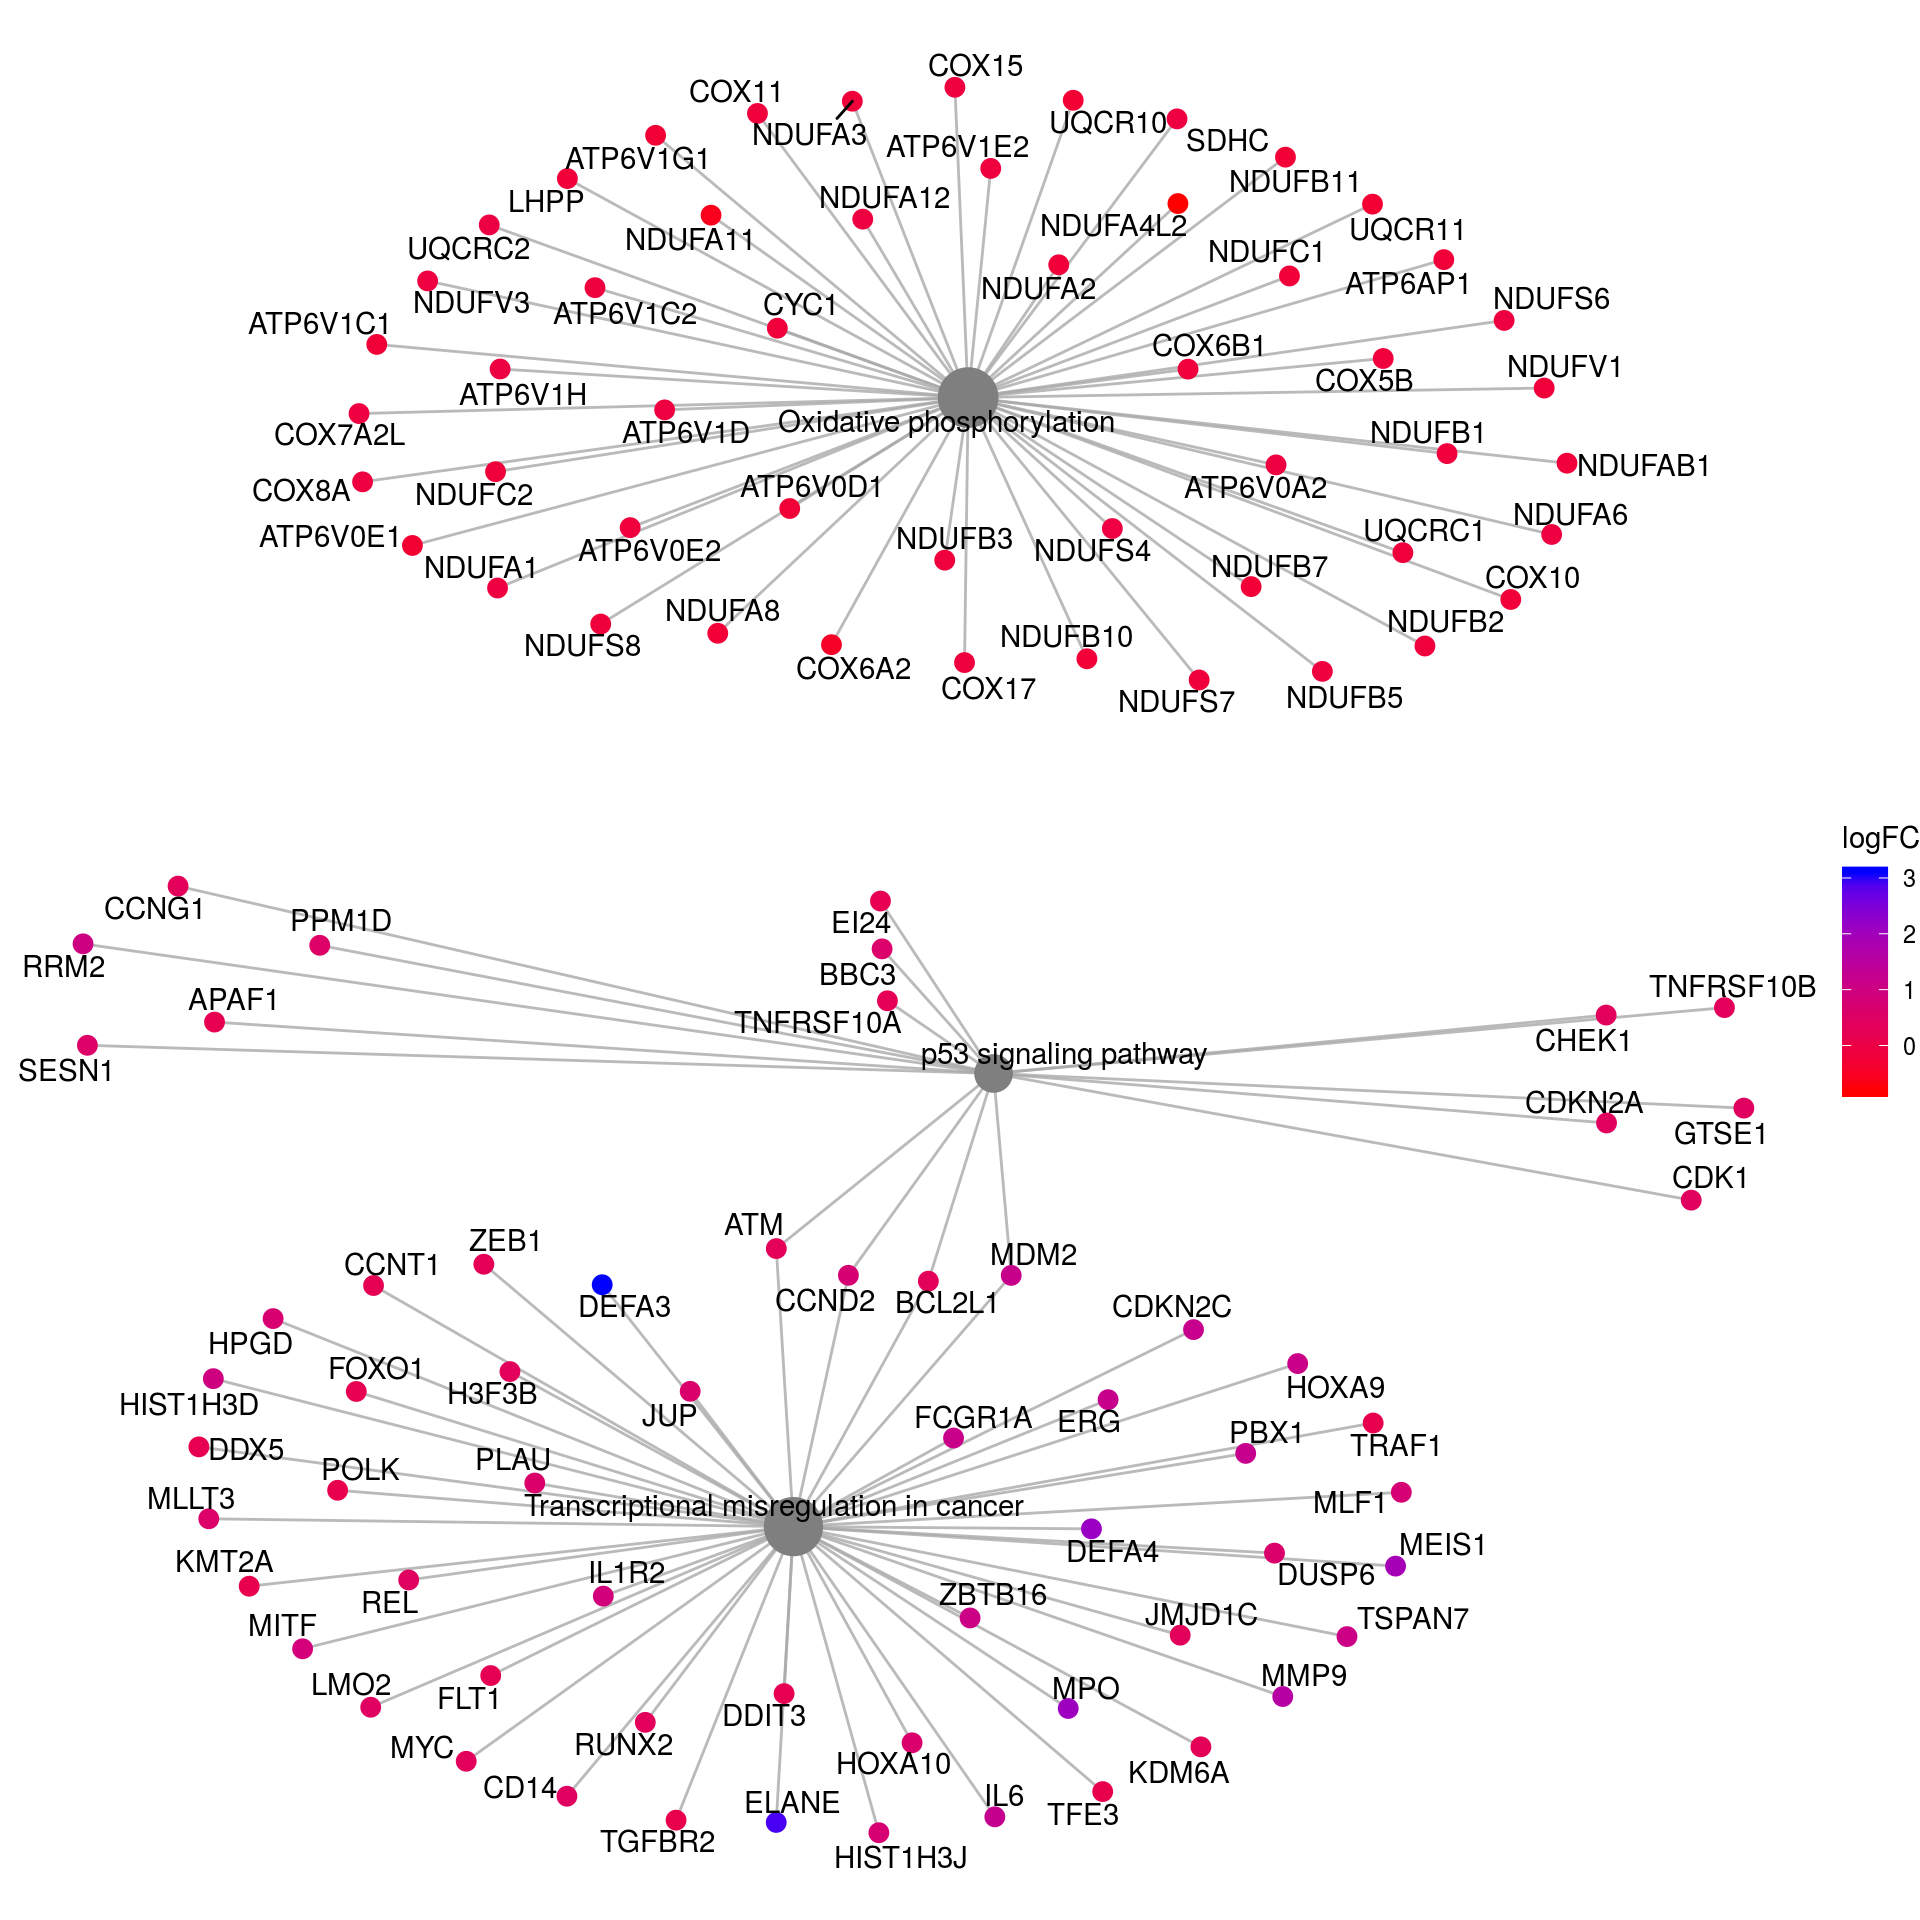 COX15
COX11
UQCR10
NDUFA3
SDHC
ATP6V1E2
ATP6V1G1
NDUFB11
LHPP
NDUFA12
NDUFA4L2
UQCR11
NDUFA11
UQCRC2
NDUFC1
ATP6AP1
NDUFA2
NDUFS6
NDUFV3
CYC1
ATP6V1C2
ATP6V1C1
COX6B1
NDUFV1
COX5B
ATP6V1H
Oxidative phosphorylation
COX7A2L
ATP6V1D
NDUFB1
NDUFAB1
ATP6V0D1
ATP6V0A2
COX8A
NDUFC2
NDUFA6
UQCRC1
ATP6V0E1
NDUFB3
ATP6V0E2
NDUFS4
NDUFA1
NDUFB7
COX10
NDUFA8
NDUFB2
NDUFB10
NDUFS8
COX6A2
COX17
NDUFS7
NDUFB5
logFC
3
2
1
0
CCNG1
PPM1D
EI24
RRM2
BBC3
APAF1
TNFRSF10B
TNFRSF10A
CHEK1
p53 signaling pathway
SESN1
CDKN2A
GTSE1
CDK1
ATM
ZEB1
MDM2
CCNT1
DEFA3
CCND2
BCL2L1
CDKN2C
HPGD
FOXO1
H3F3B
HOXA9
HIST1H3D
JUP
FCGR1A
ERG
PBX1
TRAF1
DDX5
PLAU
POLK
MLLT3
MLF1
Transcriptional misregulation in cancer
DEFA4
MEIS1
KMT2A
IL1R2
DUSP6
REL
ZBTB16
JMJD1C
TSPAN7
MITF
MMP9
LMO2
FLT1
MPO
DDIT3
MYC
RUNX2
HOXA10
KDM6A
CD14
ELANE
IL6
TFE3
TGFBR2
HIST1H3J